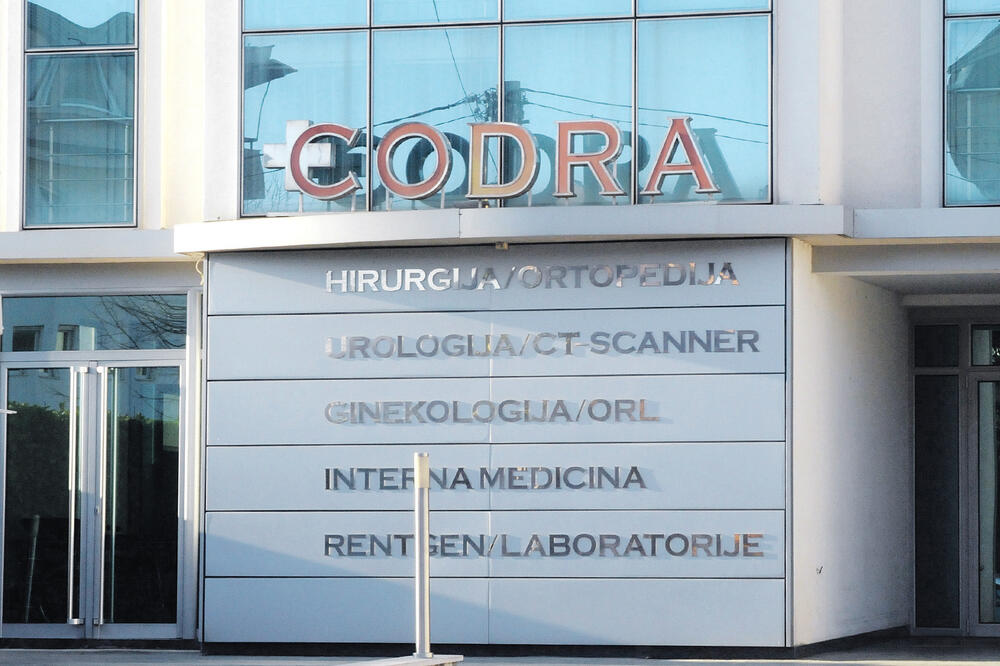 CODRA
HIRURGIJA/ORTOPEDIJA
UROLOGIJA/CT-SCANNER
GINEKOLOGIJA/ORL
INTERNA MEDICINA
RENTGEN/LABORATORIJE